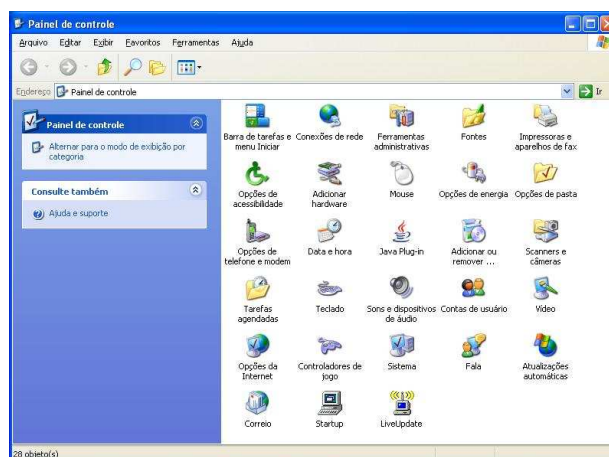 Painel de controle
Arquivo Editar Exibir Favoritos Ferramentas Ajuda
Endereço Painel de controle Ir
Painel de controle
Alternar para o modo de exibição por
categoria
Consulte também
Ajuda e suporte
Barra de tarefas e
menu Iniciar
Conexões de rede
Ferramentas
administrativas
Fontes
Impressoras e
aparelhos de fax
Opções de
acessibilidade
Adicionar
hardware
Mouse
Opções de energia
Opções de pasta
Opções de
telefone e modem
Data e hora
Java Plug-in
Adicionar ou
remover ...
Scanners e
câmeras
Tarefas
agendadas
Teclado
Sons e dispositivos
de áudio
Contas de usuário
Vídeo
Opções da
Internet
Controladores de
jogo
Sistema
Fala
Atualizações
automáticas
Correio
Startup
LiveUpdate
28 objeto(s)